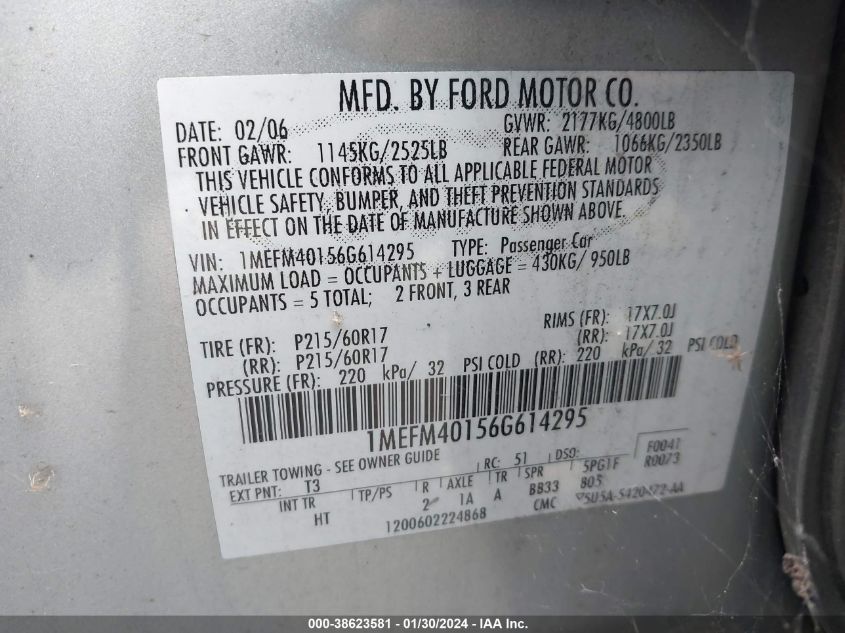 MFD. BY FORD MOTOR CO.
DATE: 02/06 GVWR: 2177KG/4800LB
FRONT GAWR: 1145KG/2525LB REAR GAWR: 1066KG/2350LB
THIS VEHICLE CONFORMS TO ALL APPLICABLE FEDERAL MOTOR
VEHICLE SAFETY, BUMPER, AND THEFT PREVENTION STANDARDS
IN EFFECT ON THE DATE OF MANUFACTURE SHOWN ABOVE.
VIN: 1MEFM40156G614295 TYPE: Passenger Car
MAXIMUM LOAD = OCCUPANTS + LUGGAGE = 430KG/ 950LB
OCCUPANTS = 5 TOTAL; 2 FRONT, 3 REAR
TIRE (FR): P215/60R17 RIMS (FR): 17X7.0J
(RR): P215/60R17 (RR): 17X7.0J
PRESSURE (FR): 220 kPa/ 32 PSI COLD (RR): 220 kPa/ 32 PSI COLD
1MEFM40156G614295
TRAILER TOWING - SEE OWNER GUIDE RC: 51 DSO: F0041
EXT PNT: T3 R0073
INT TR TP/PS R AXLE TR SPR 5PG1F
HT 2 1A A BB33 805
1200602224868 CMC
000-38623581 - 01/30/2024 - IAA Inc.